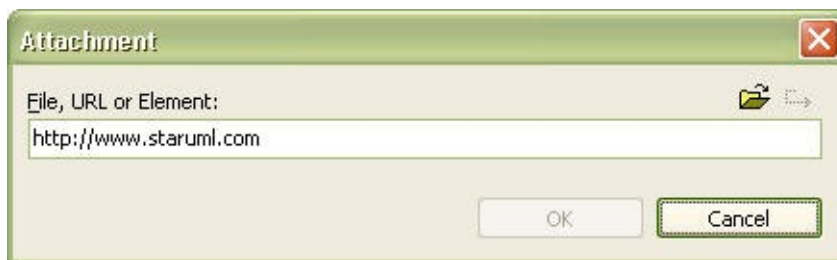 Attachment
File, URL or Element:
http://www.staruml.com
OK Cancel